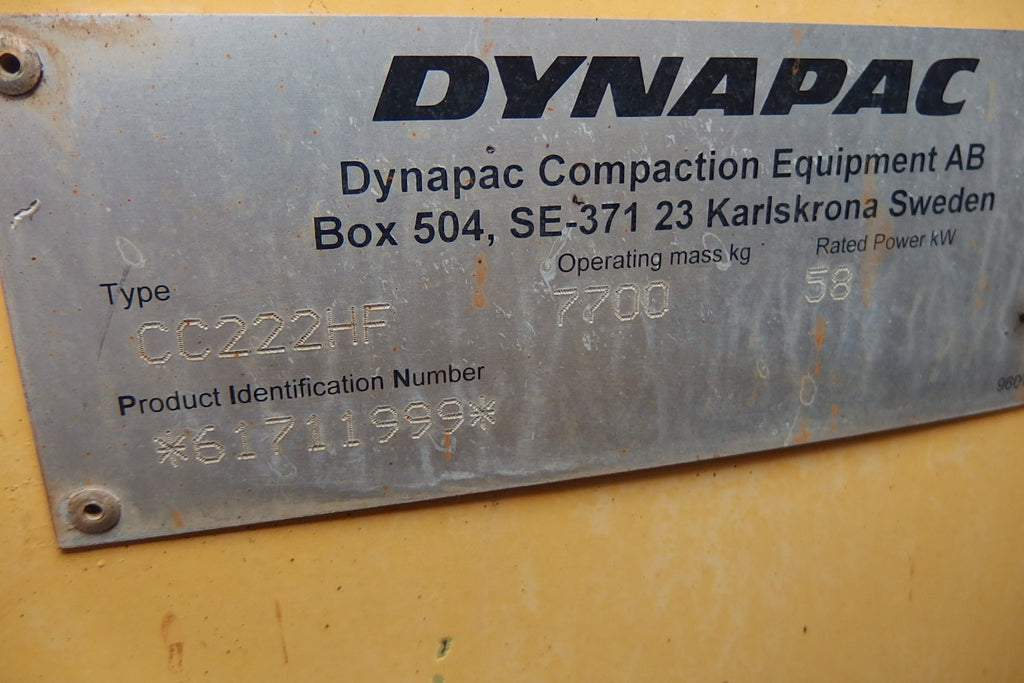 DYNAPAC
Dynapac Compaction Equipment AB
Box 504, SE-371 23 Karlskrona Sweden
Type Operating mass kg Rated Power kW
CC222HF 7700 58
Product Identification Number
*61711999*